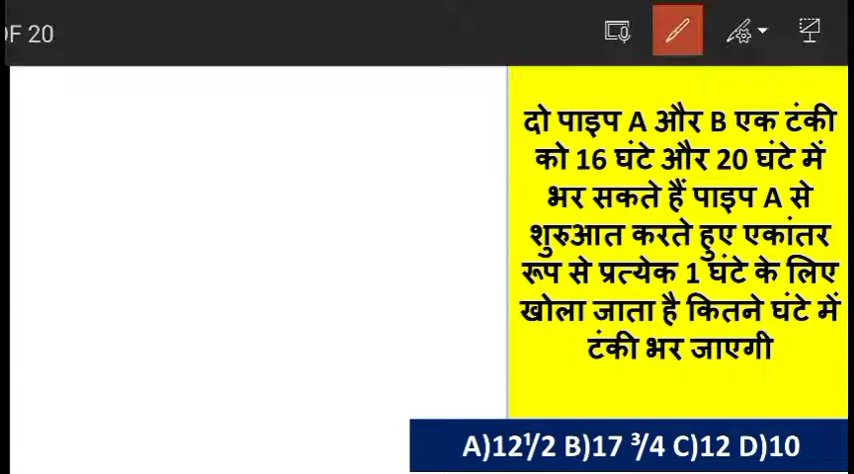 OF 20
दो पाइप A और B एक टंकी
को 16 घंटे और 20 घंटे में
भर सकते हैं पाइप A से
शुरुआत करते हुए एकांतर
रूप से प्रत्येक 1 घंटे के लिए
खोला जाता है कितने घंटे में
टंकी भर जाएगी
A)12¹/2 B)17 ³/4 C)12 D)10